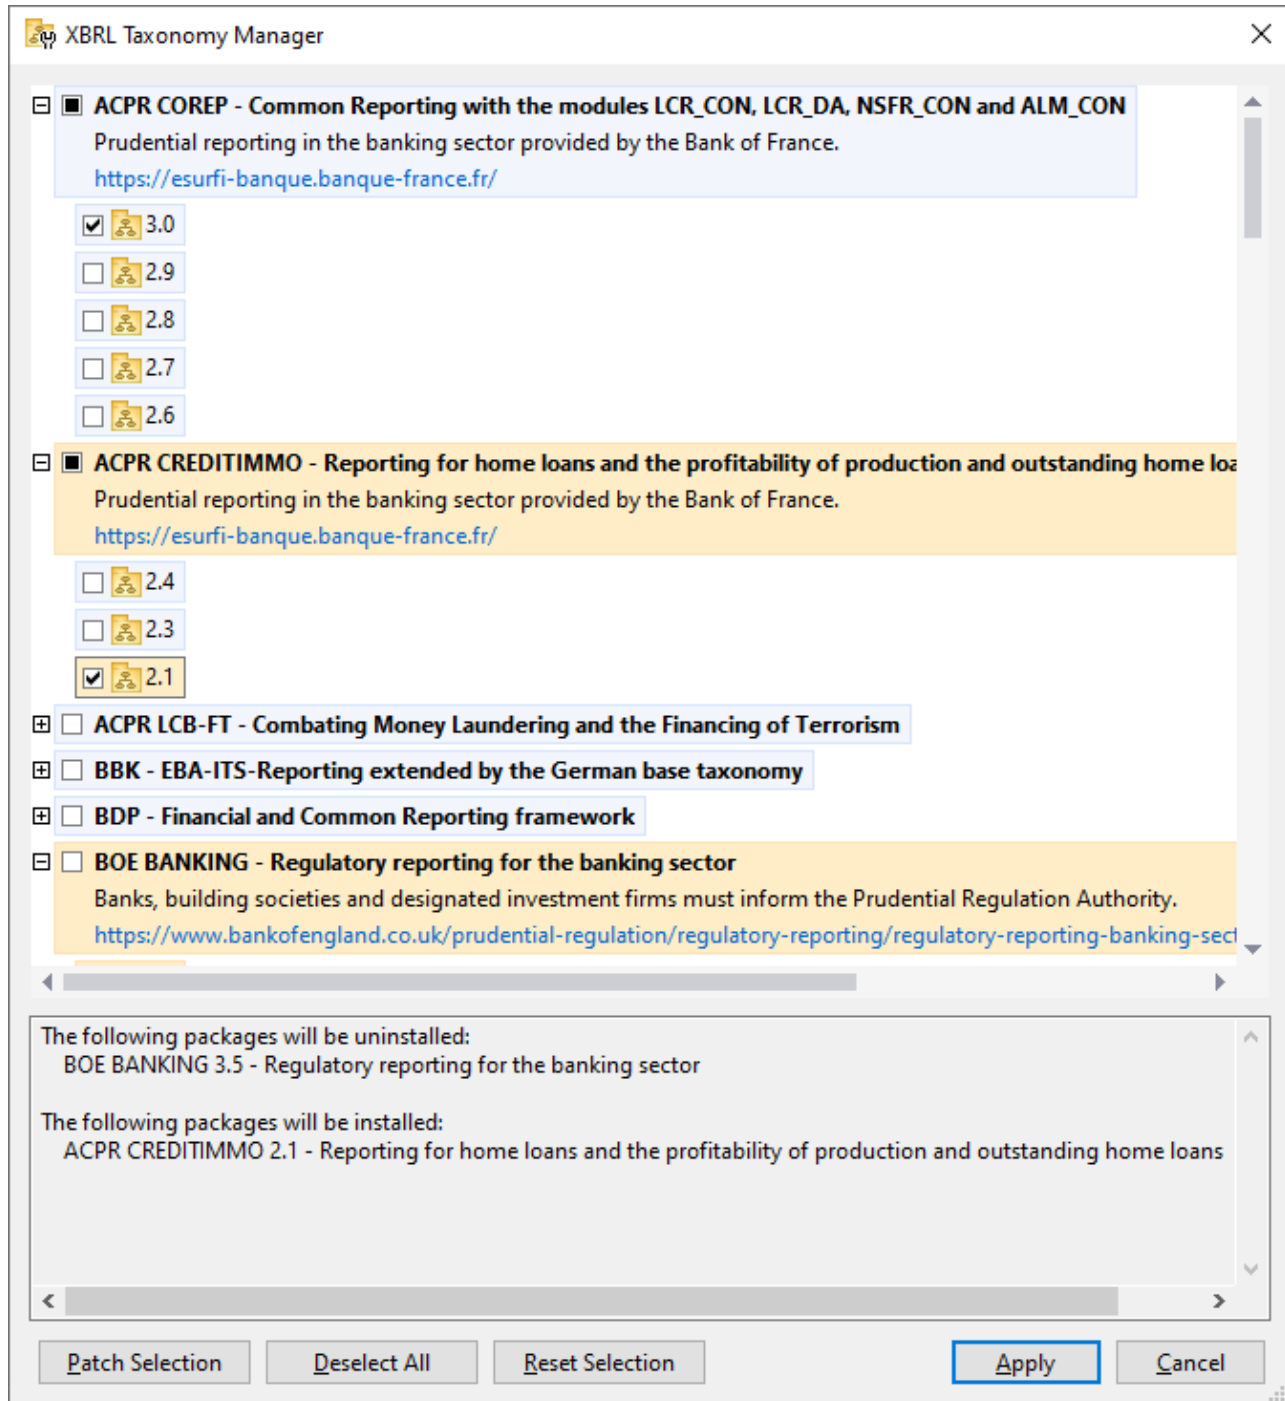 XBRL Taxonomy Manager
ACPR COREP - Common Reporting with the modules LCR_CON, LCR_DA, NSFR_CON and ALM_CON
Prudential reporting in the banking sector provided by the Bank of France.
https://esurfi-banque.banque-france.fr/
3.0
2.9
2.8
2.7
2.6
ACPR CREDITIMMO - Reporting for home loans and the profitability of production and outstanding home loa
Prudential reporting in the banking sector provided by the Bank of France.
https://esurfi-banque.banque-france.fr/
2.4
2.3
2.1
ACPR LCB-FT - Combating Money Laundering and the Financing of Terrorism
BBK - EBA-ITS-Reporting extended by the German base taxonomy
BDP - Financial and Common Reporting framework
BOE BANKING - Regulatory reporting for the banking sector
Banks, building societies and designated investment firms must inform the Prudential Regulation Authority.
https://www.bankofengland.co.uk/prudential-regulation/regulatory-reporting/regulatory-reporting-banking-sect
The following packages will be uninstalled:
BOE BANKING 3.5 - Regulatory reporting for the banking sector
The following packages will be installed:
ACPR CREDITIMMO 2.1 - Reporting for home loans and the profitability of production and outstanding home loans
Patch Selection Deselect All Reset Selection Apply Cancel